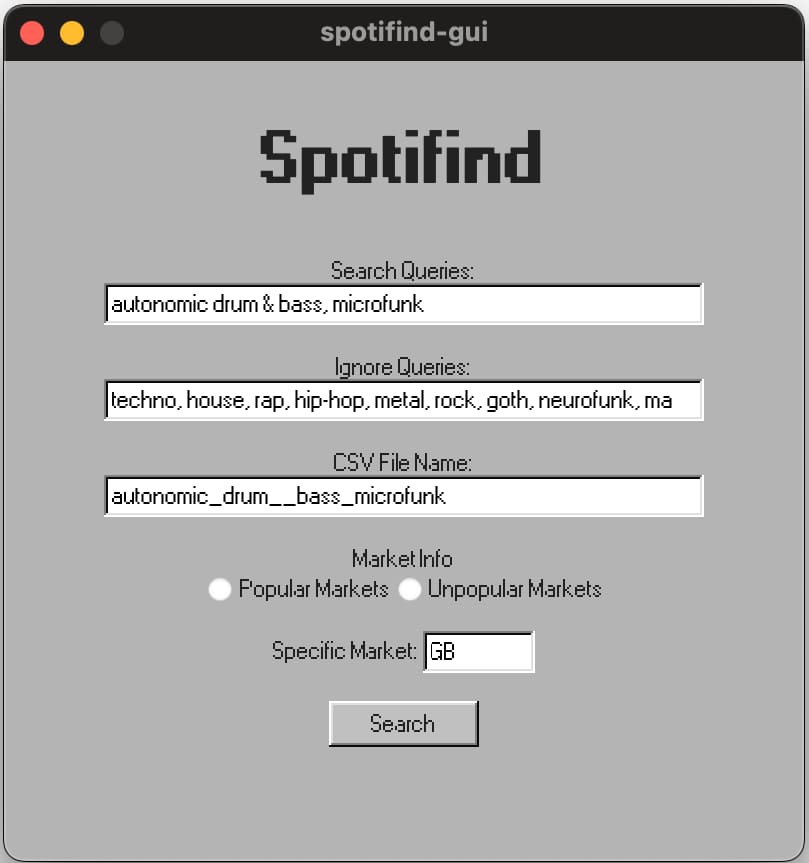 spotifind-gui
Spotifind
Search Queries:
autonomic drum & bass, microfunk
Ignore Queries:
techno, house, rap, hip-hop, metal, rock, goth, neurofunk, ma
CSV File Name:
autonomic_drum__bass_microfunk
Market Info
Popular Markets Unpopular Markets
Specific Market: GB
Search